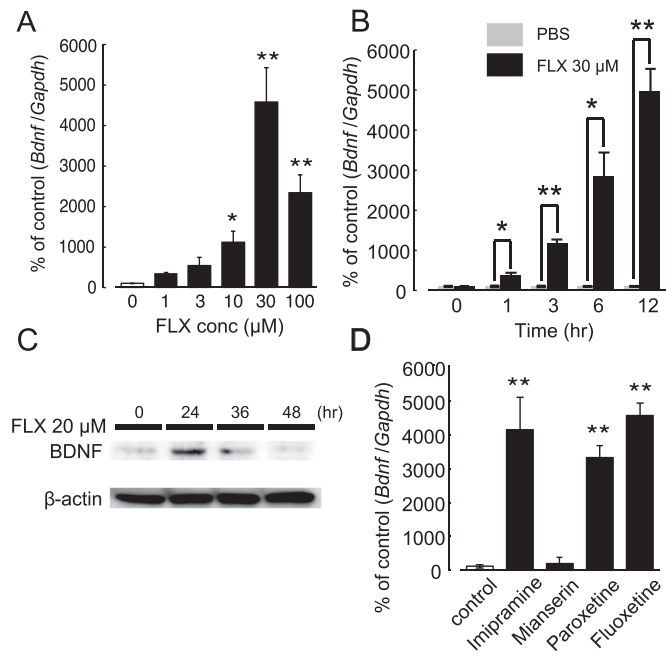 A
% of control (Bdnf /Gapdh)
6000
5000
4000
3000
2000
1000
0
*
**
**
0 1 3 10 30 100
FLX conc (µM)
B
PBS
FLX 30 µM
% of control (Bdnf /Gapdh)
6000
5000
4000
3000
2000
1000
0
*
**
*
**
0 1 3 6 12
Time (hr)
C
0 24 36 48 (hr)
FLX 20 µM
BDNF
β-actin
D
% of control (Bdnf /Gapdh)
6000
5000
4000
3000
2000
1000
0
**
**
**
control
Imipramine
Mianserin
Paroxetine
Fluoxetine